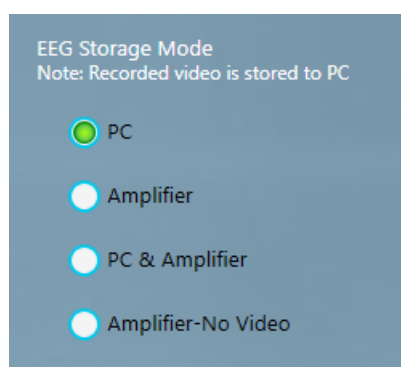 EEG Storage Mode
Note: Recorded video is stored to PC
PC
Amplifier
PC & Amplifier
Amplifier-No Video